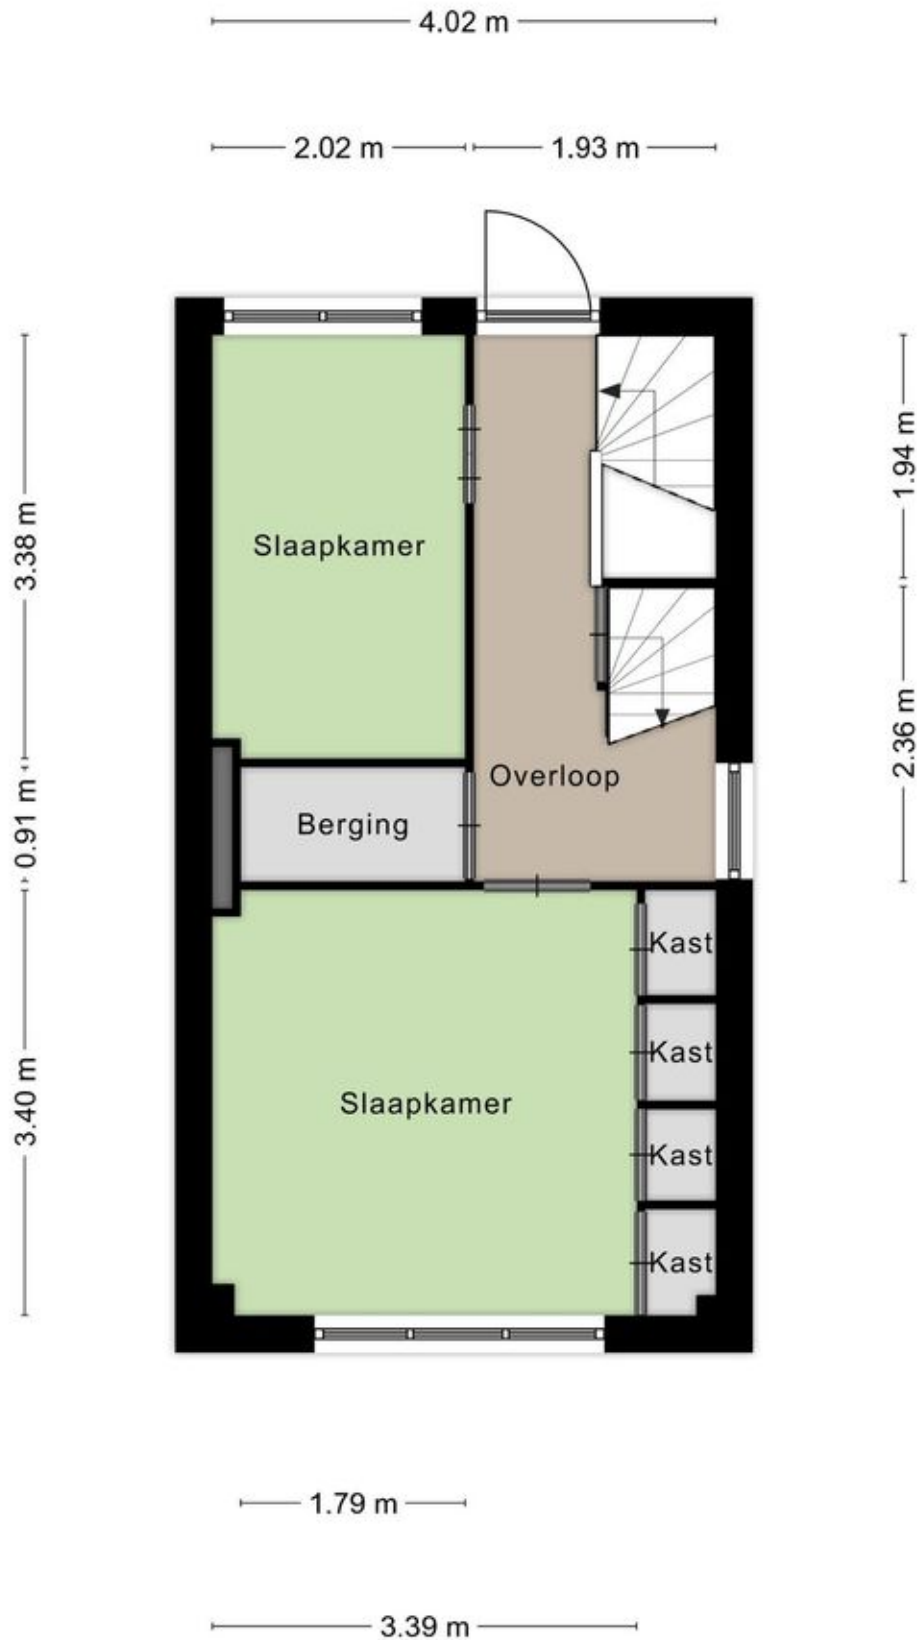 4.02 m
2.02 m
1.93 m
3.38 m
1.94 m
Slaapkamer
2.36 m
Overloop
0.91 m
Berging
Kast
Kast
3.40 m
Slaapkamer
Kast
Kast
1.79 m
3.39 m